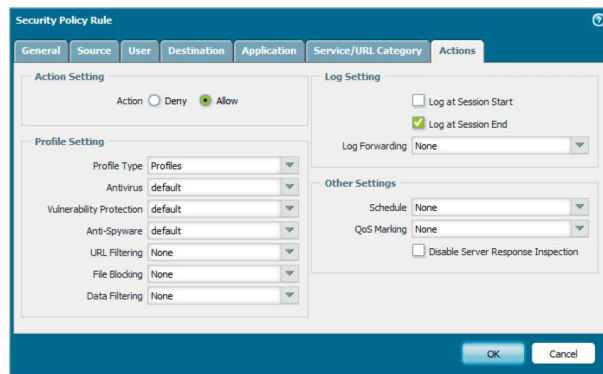 Security Policy Rule
General Source User Destination Application Service/URL Category Actions
Action Setting
Action Deny Allow
Profile Setting
Profile Type Profiles
Antivirus default
Vulnerability Protection default
Anti-Spyware default
URL Filtering None
File Blocking None
Data Filtering None
Log Setting
Log at Session Start
Log at Session End
Log Forwarding None
Other Settings
Schedule None
QoS Marking None
Disable Server Response Inspection
OK Cancel